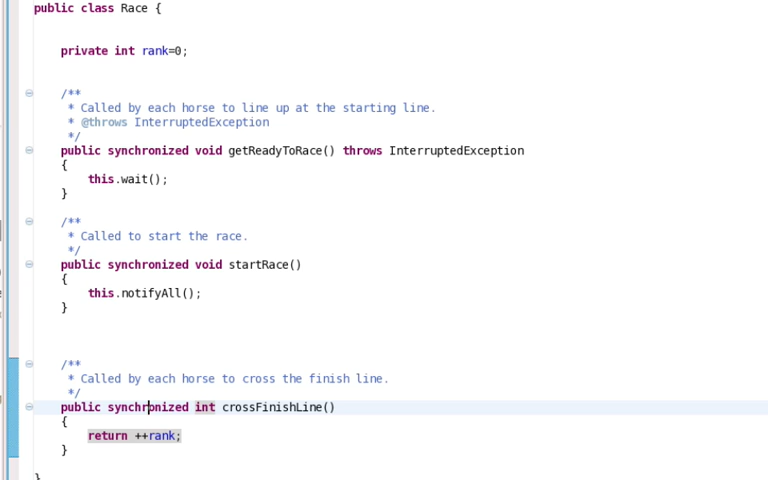 public class Race {
private int rank=0;
/**
* Called by each horse to line up at the starting line.
* @throws InterruptedException
*/
public synchronized void getReadyToRace() throws InterruptedException
{
this.wait();
}
/**
* Called to start the race.
*/
public synchronized void startRace()
{
this.notifyAll();
}
/**
* Called by each horse to cross the finish line.
*/
public synchronized int crossFinishLine()
{
return ++rank;
}
}